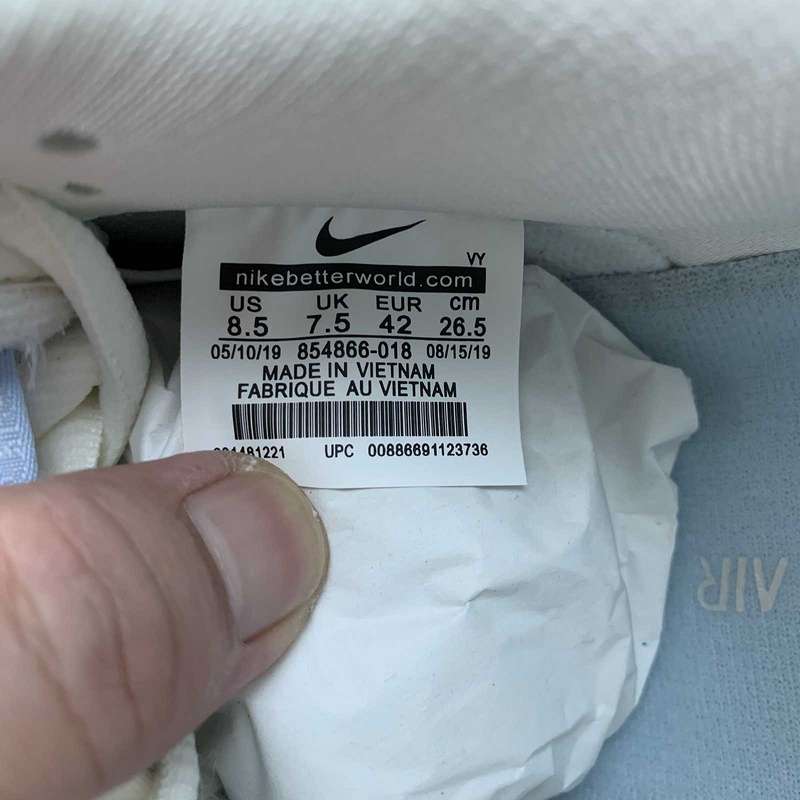 VY
nikebetterworld.com
US UK EUR cm
8.5 7.5 42 26.5
05/10/19 854866-018 08/15/19
MADE IN VIETNAM
FABRIQUE AU VIETNAM
UPC 00886691123736
AIR